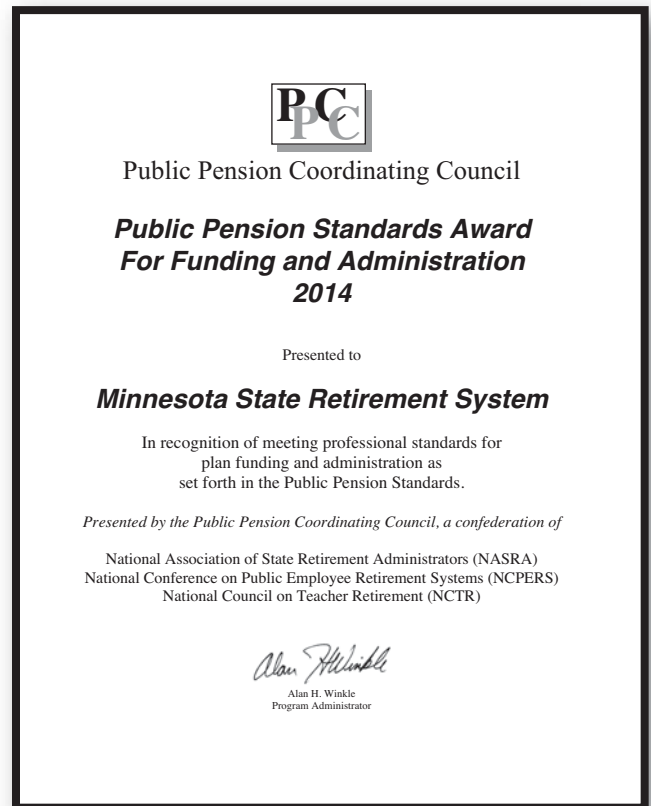 PPCC
Public Pension Coordinating Council
Public Pension Standards Award
For Funding and Administration
2014
Presented to
Minnesota State Retirement System
In recognition of meeting professional standards for
plan funding and administration as
set forth in the Public Pension Standards.
Presented by the Public Pension Coordinating Council, a confederation of
National Association of State Retirement Administrators (NASRA)
National Conference on Public Employee Retirement Systems (NCPERS)
National Council on Teacher Retirement (NCTR)
Alan H Winkle
Alan H. Winkle
Program Administrator